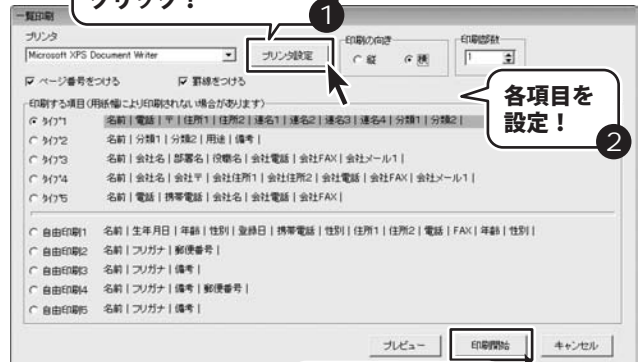 クリック！
1
一覧印刷
プリンタ
Microsoft XPS Document Writer
プリンタ設定
印刷の向き
縦
横
印刷部数
1
ページ番号をつける
罫線をつける
各項目を
設定！
2
印刷する項目(用紙幅により印刷されない場合があります)
ﾀｲﾌﾟ1 名前 | 電話 | 〒 | 住所1 | 住所2 | 連名1 | 連名2 | 連名3 | 連名4 | 分類1 | 分類2 |
ﾀｲﾌﾟ2 名前 | 分類1 | 分類2 | 用途 | 備考 |
ﾀｲﾌﾟ3 名前 | 会社名 | 部署名 | 役職名 | 会社電話 | 会社FAX | 会社メール1 |
ﾀｲﾌﾟ4 名前 | 会社名 | 会社〒 | 会社住所1 | 会社住所2 | 会社電話 | 会社FAX | 会社メール1 |
ﾀｲﾌﾟ5 名前 | 電話 | 携帯電話 | 会社名 | 会社電話 | 会社FAX |
自由印刷1 名前 | 生年月日 | 年齢 | 性別 | 登録日 | 携帯電話 | 性別 | 住所1 | 住所2 | 電話 | FAX | 年齢 | 性別 |
自由印刷2 名前 | フリガナ | 郵便番号 |
自由印刷3 名前 | フリガナ | 備考 |
自由印刷4 名前 | フリガナ | 備考 | 郵便番号 |
自由印刷5 名前 | フリガナ | 備考 |
プレビュー
印刷開始
キャンセル